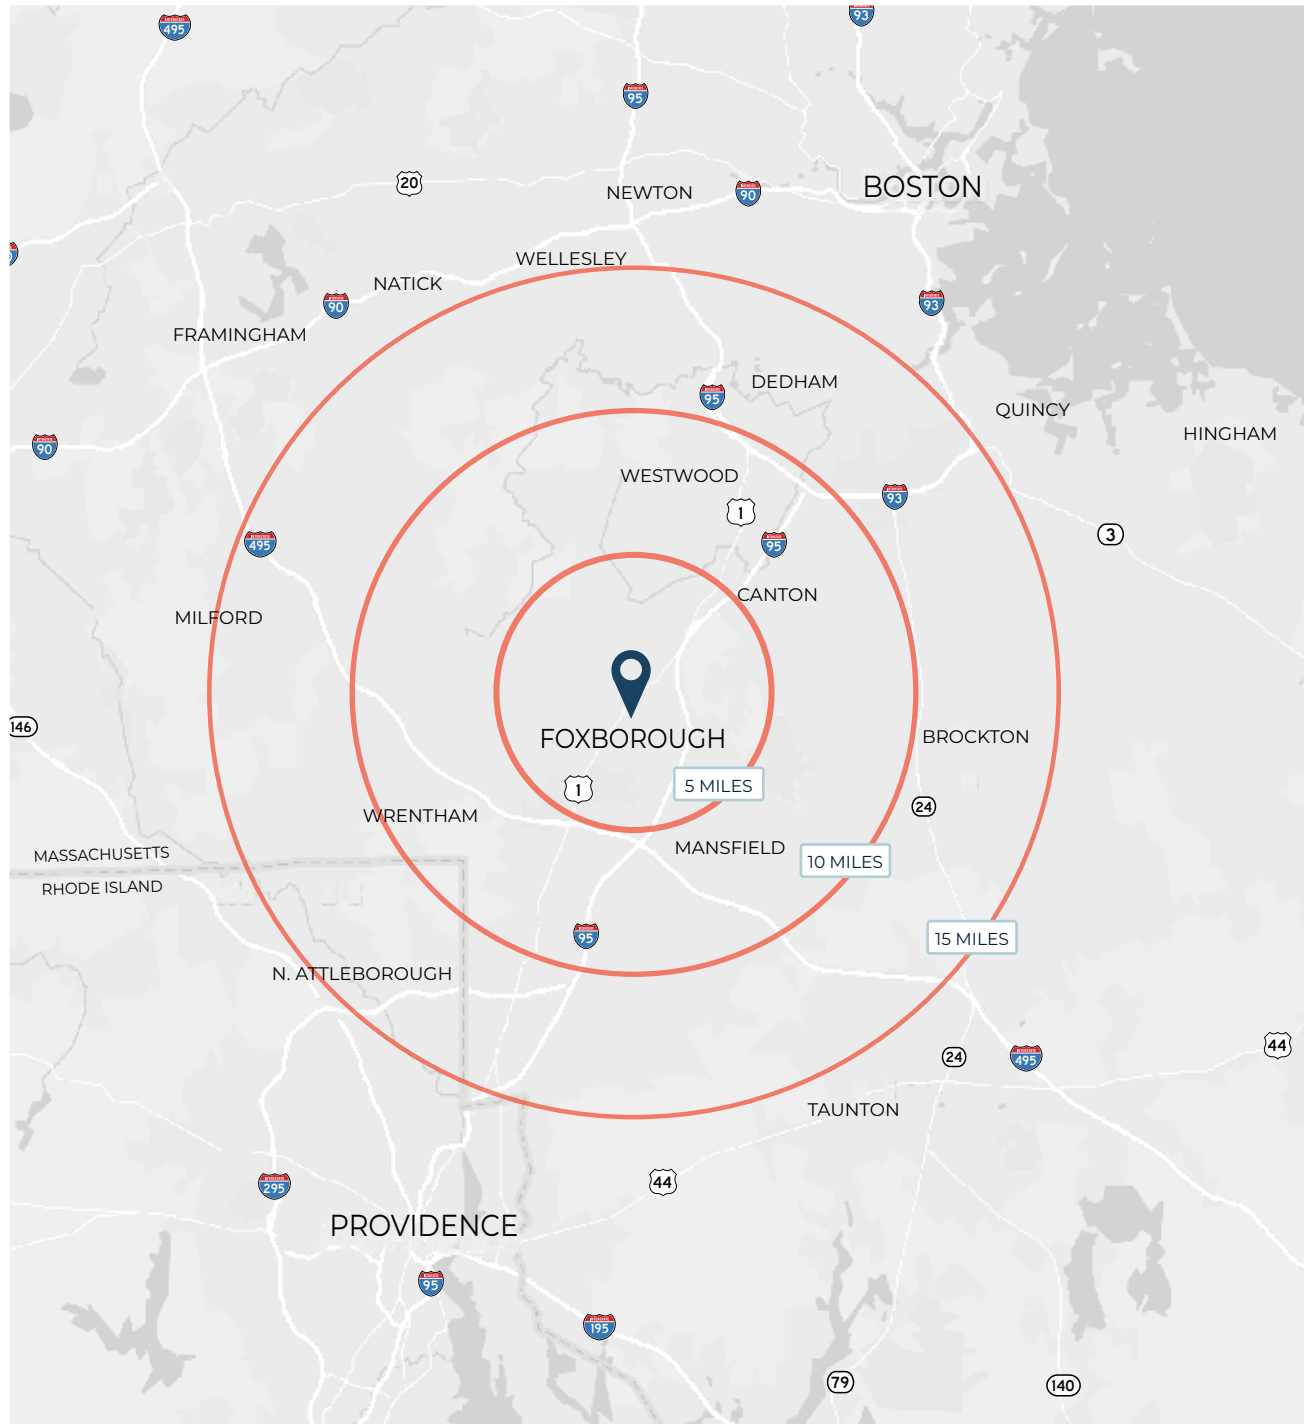 93
495
95
20
NEWTON
90
BOSTON
WELLESLEY
NATICK
90
93
FRAMINGHAM
DEDHAM
95
QUINCY
HINGHAM
90
WESTWOOD
93
1
3
495
95
CANTON
MILFORD
146
FOXBOROUGH
BROCKTON
5 MILES
1
24
WRENTHAM
MANSFIELD
MASSACHUSETTS
10 MILES
RHODE ISLAND
95
15 MILES
N. ATTLEBOROUGH
44
24
495
TAUNTON
44
295
PROVIDENCE
95
195
79
140